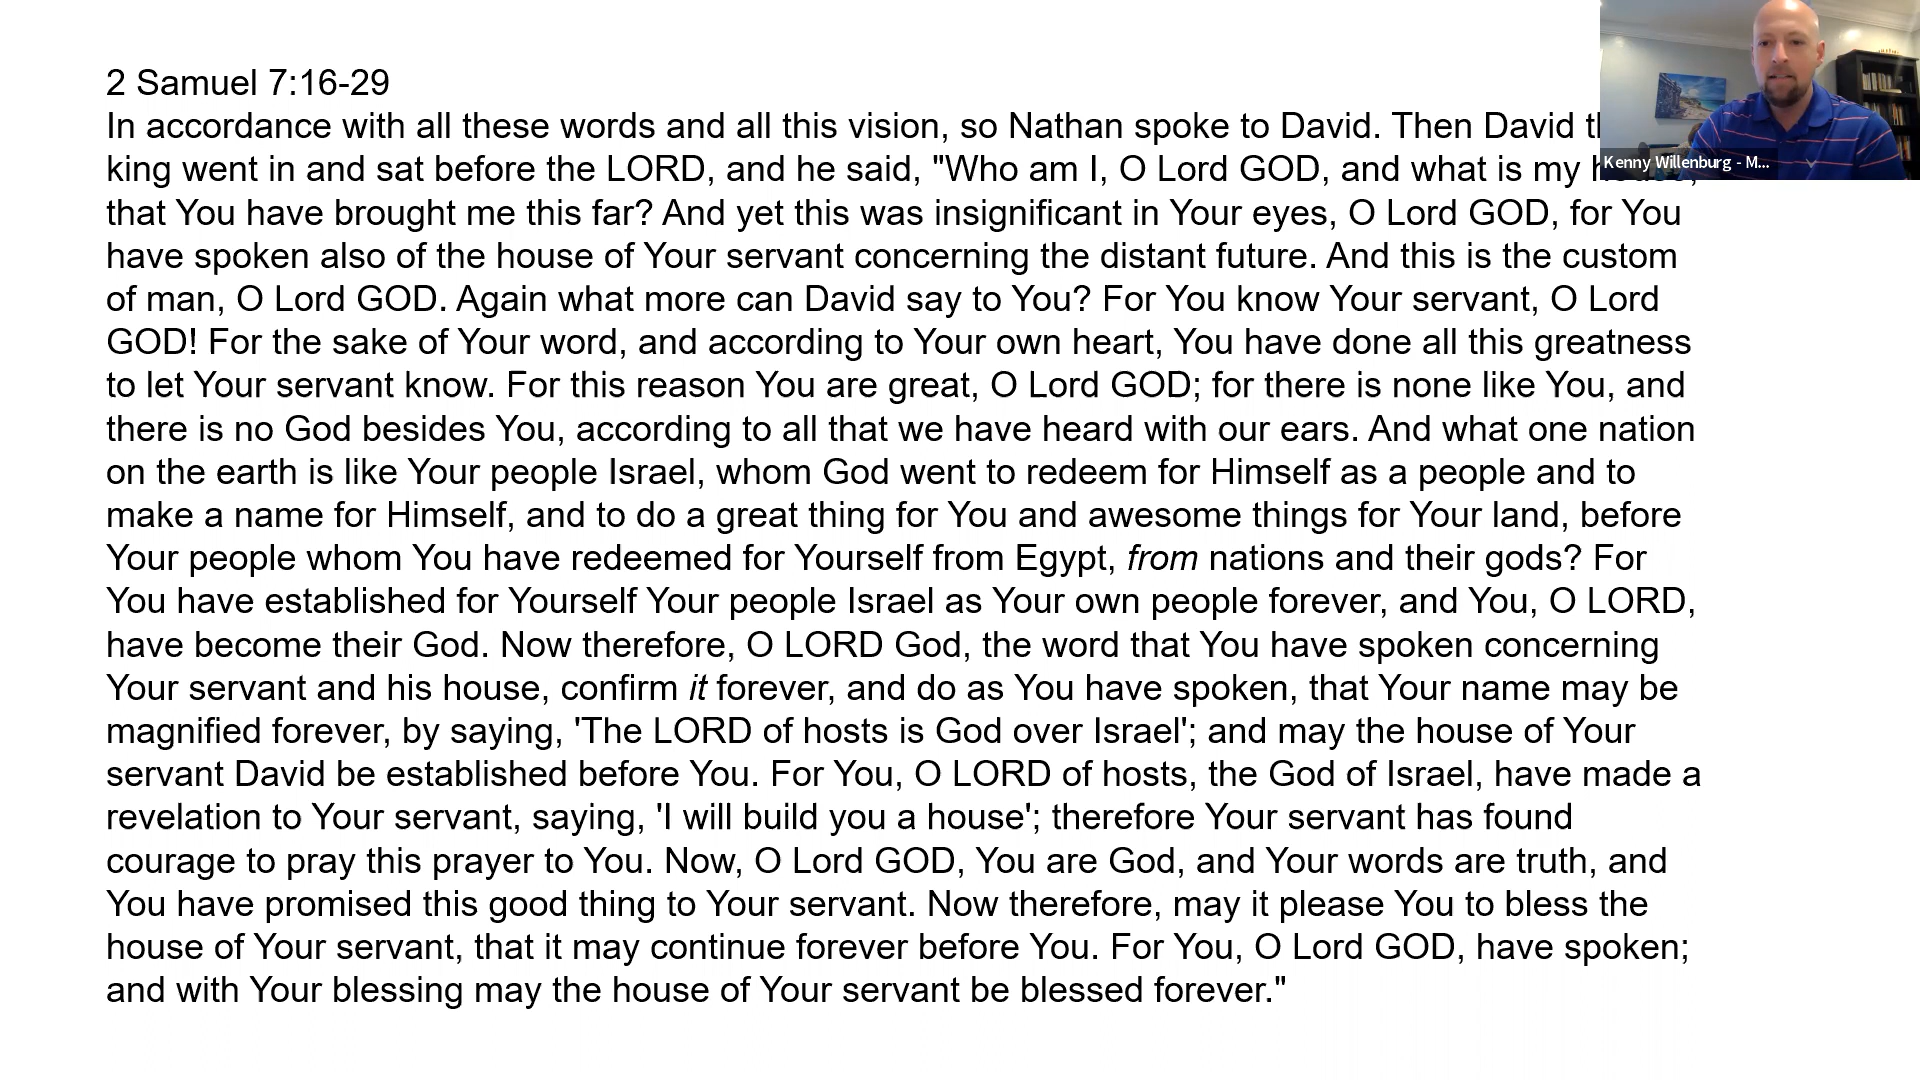 2 Samuel 7:16-29
In accordance with all these words and all this vision, so Nathan spoke to David. Then David
king went in and sat before the LORD, and he said, "Who am I, O Lord GOD, and what is my
that You have brought me this far? And yet this was insignificant in Your eyes, O Lord GOD, for You
have spoken also of the house of Your servant concerning the distant future. And this is the custom
of man, O Lord GOD. Again what more can David say to You? For You know Your servant, O Lord
GOD! For the sake of Your word, and according to Your own heart, You have done all this greatness
to let Your servant know. For this reason You are great, O Lord GOD; for there is none like You, and
there is no God besides You, according to all that we have heard with our ears. And what one nation
on the earth is like Your people Israel, whom God went to redeem for Himself as a people and to
make a name for Himself, and to do a great thing for You and awesome things for Your land, before
Your people whom You have redeemed for Yourself from Egypt, from nations and their gods? For
You have established for Yourself Your people Israel as Your own people forever, and You, O LORD,
have become their God. Now therefore, O LORD God, the word that You have spoken concerning
Your servant and his house, confirm it forever, and do as You have spoken, that Your name may be
magnified forever, by saying, 'The LORD of hosts is God over Israel'; and may the house of Your
servant David be established before You. For You, O LORD of hosts, the God of Israel, have made a
revelation to Your servant, saying, 'I will build you a house'; therefore Your servant has found
courage to pray this prayer to You. Now, O Lord GOD, You are God, and Your words are truth, and
You have promised this good thing to Your servant. Now therefore, may it please You to bless the
house of Your servant, that it may continue forever before You. For You, O Lord GOD, have spoken;
and with Your blessing may the house of Your servant be blessed forever."
Kenny Willenburg - M...